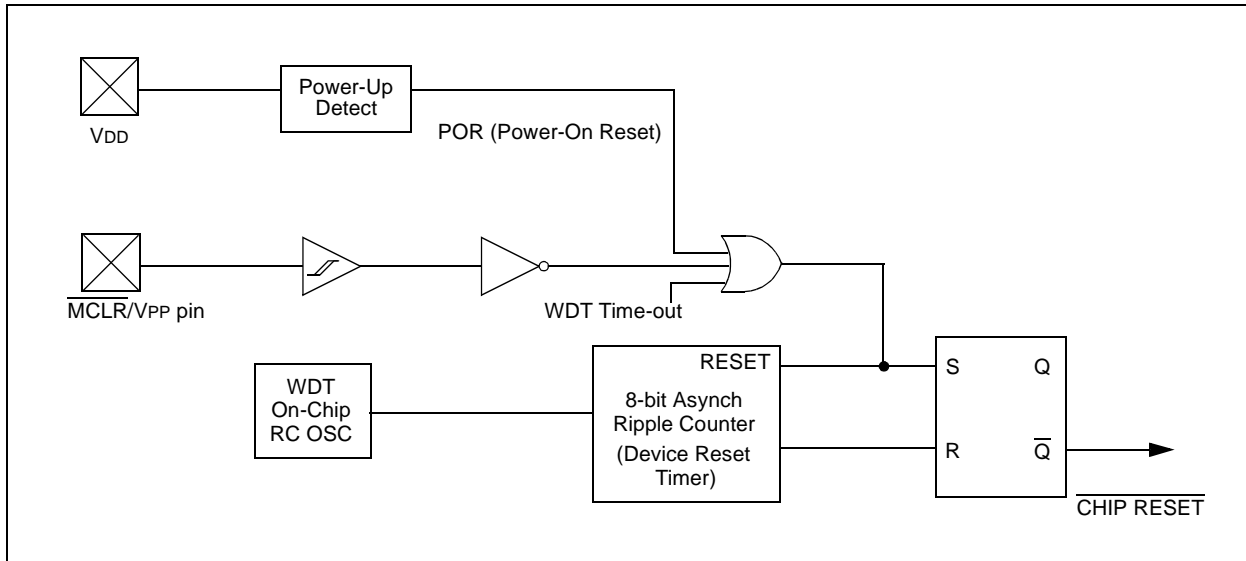 Power-Up
Detect
VDD
POR (Power-On Reset)
MCLR/VPP pin
WDT Time-out
WDT
On-Chip
RC OSC
RESET
8-bit Asynch
Ripple Counter
(Device Reset
Timer)
S Q
R Q
CHIP RESET